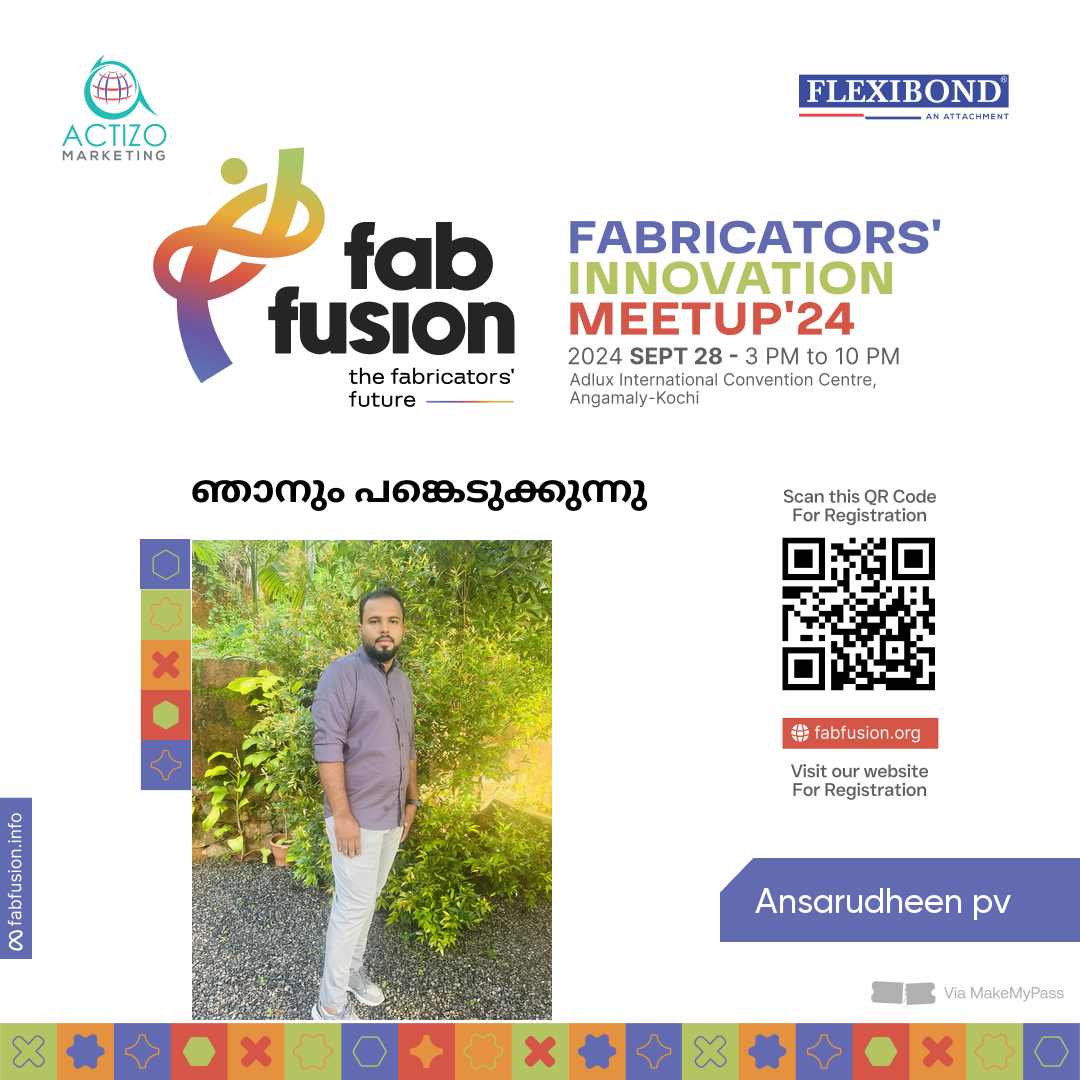 ACTIZO
MARKETING
FLEXIBOND®
AN ATTACHMENT
fab
fusion
the fabricators'
future
FABRICATORS'
INNOVATION
MEETUP'24
2024 SEPT 28 - 3 PM to 10 PM
Adlux International Convention Centre,
Angamaly-Kochi
ഞാനും പങ്കെടുക്കുന്നു
Scan this QR Code
For Registration
fabfusion.org
Visit our website
For Registration
fabfusion.info
Ansarudheen pv
Via MakeMyPass